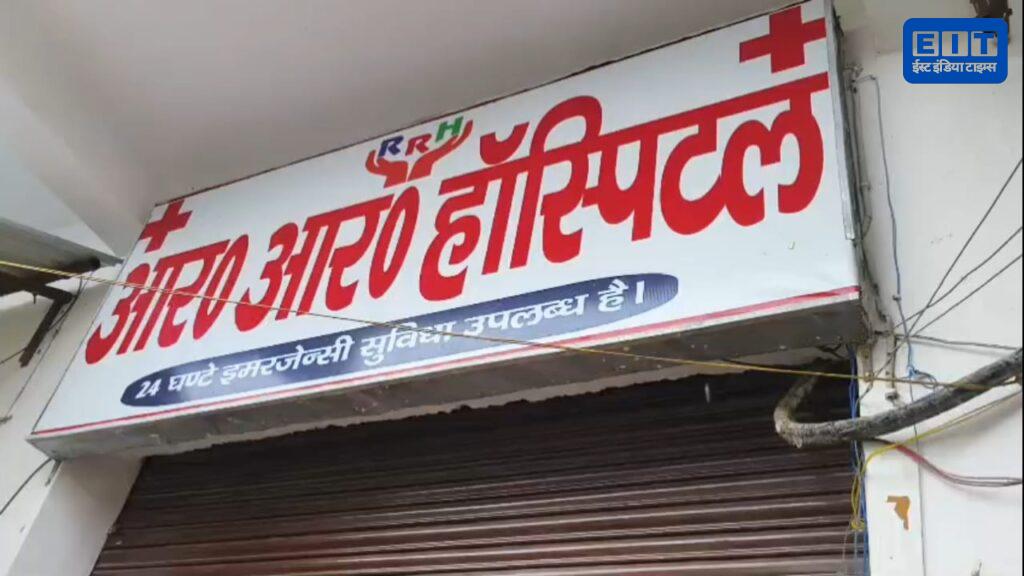 EIT
ईस्ट इंडिया टाइम्स
RRH
आर० आर० हॉस्पिटल
24 घण्टे इमरजेन्सी सुविधा उपलब्ध है।